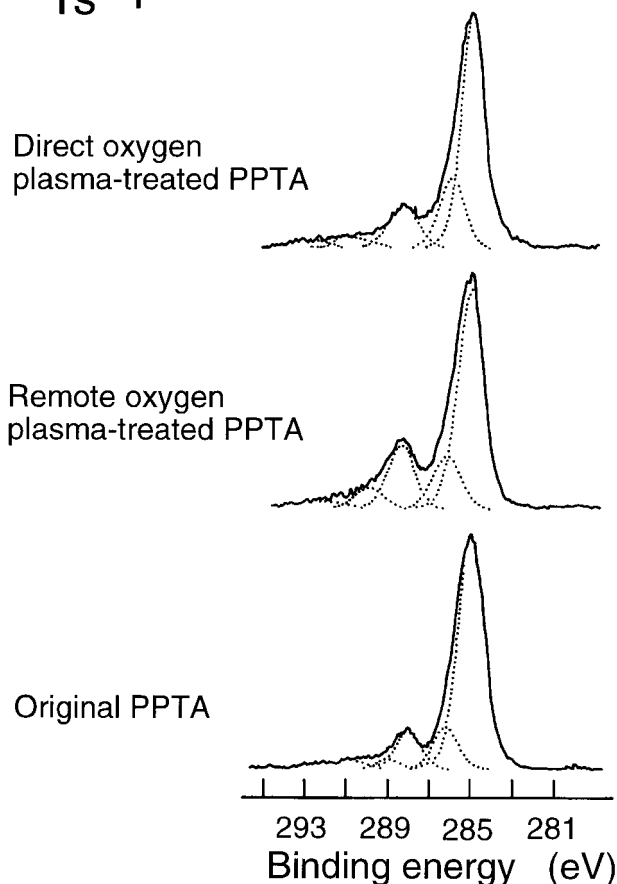 1s
Direct oxygen
plasma-treated PPTA
Remote oxygen
plasma-treated PPTA
Original PPTA
293 289 285 281
Binding energy (eV)